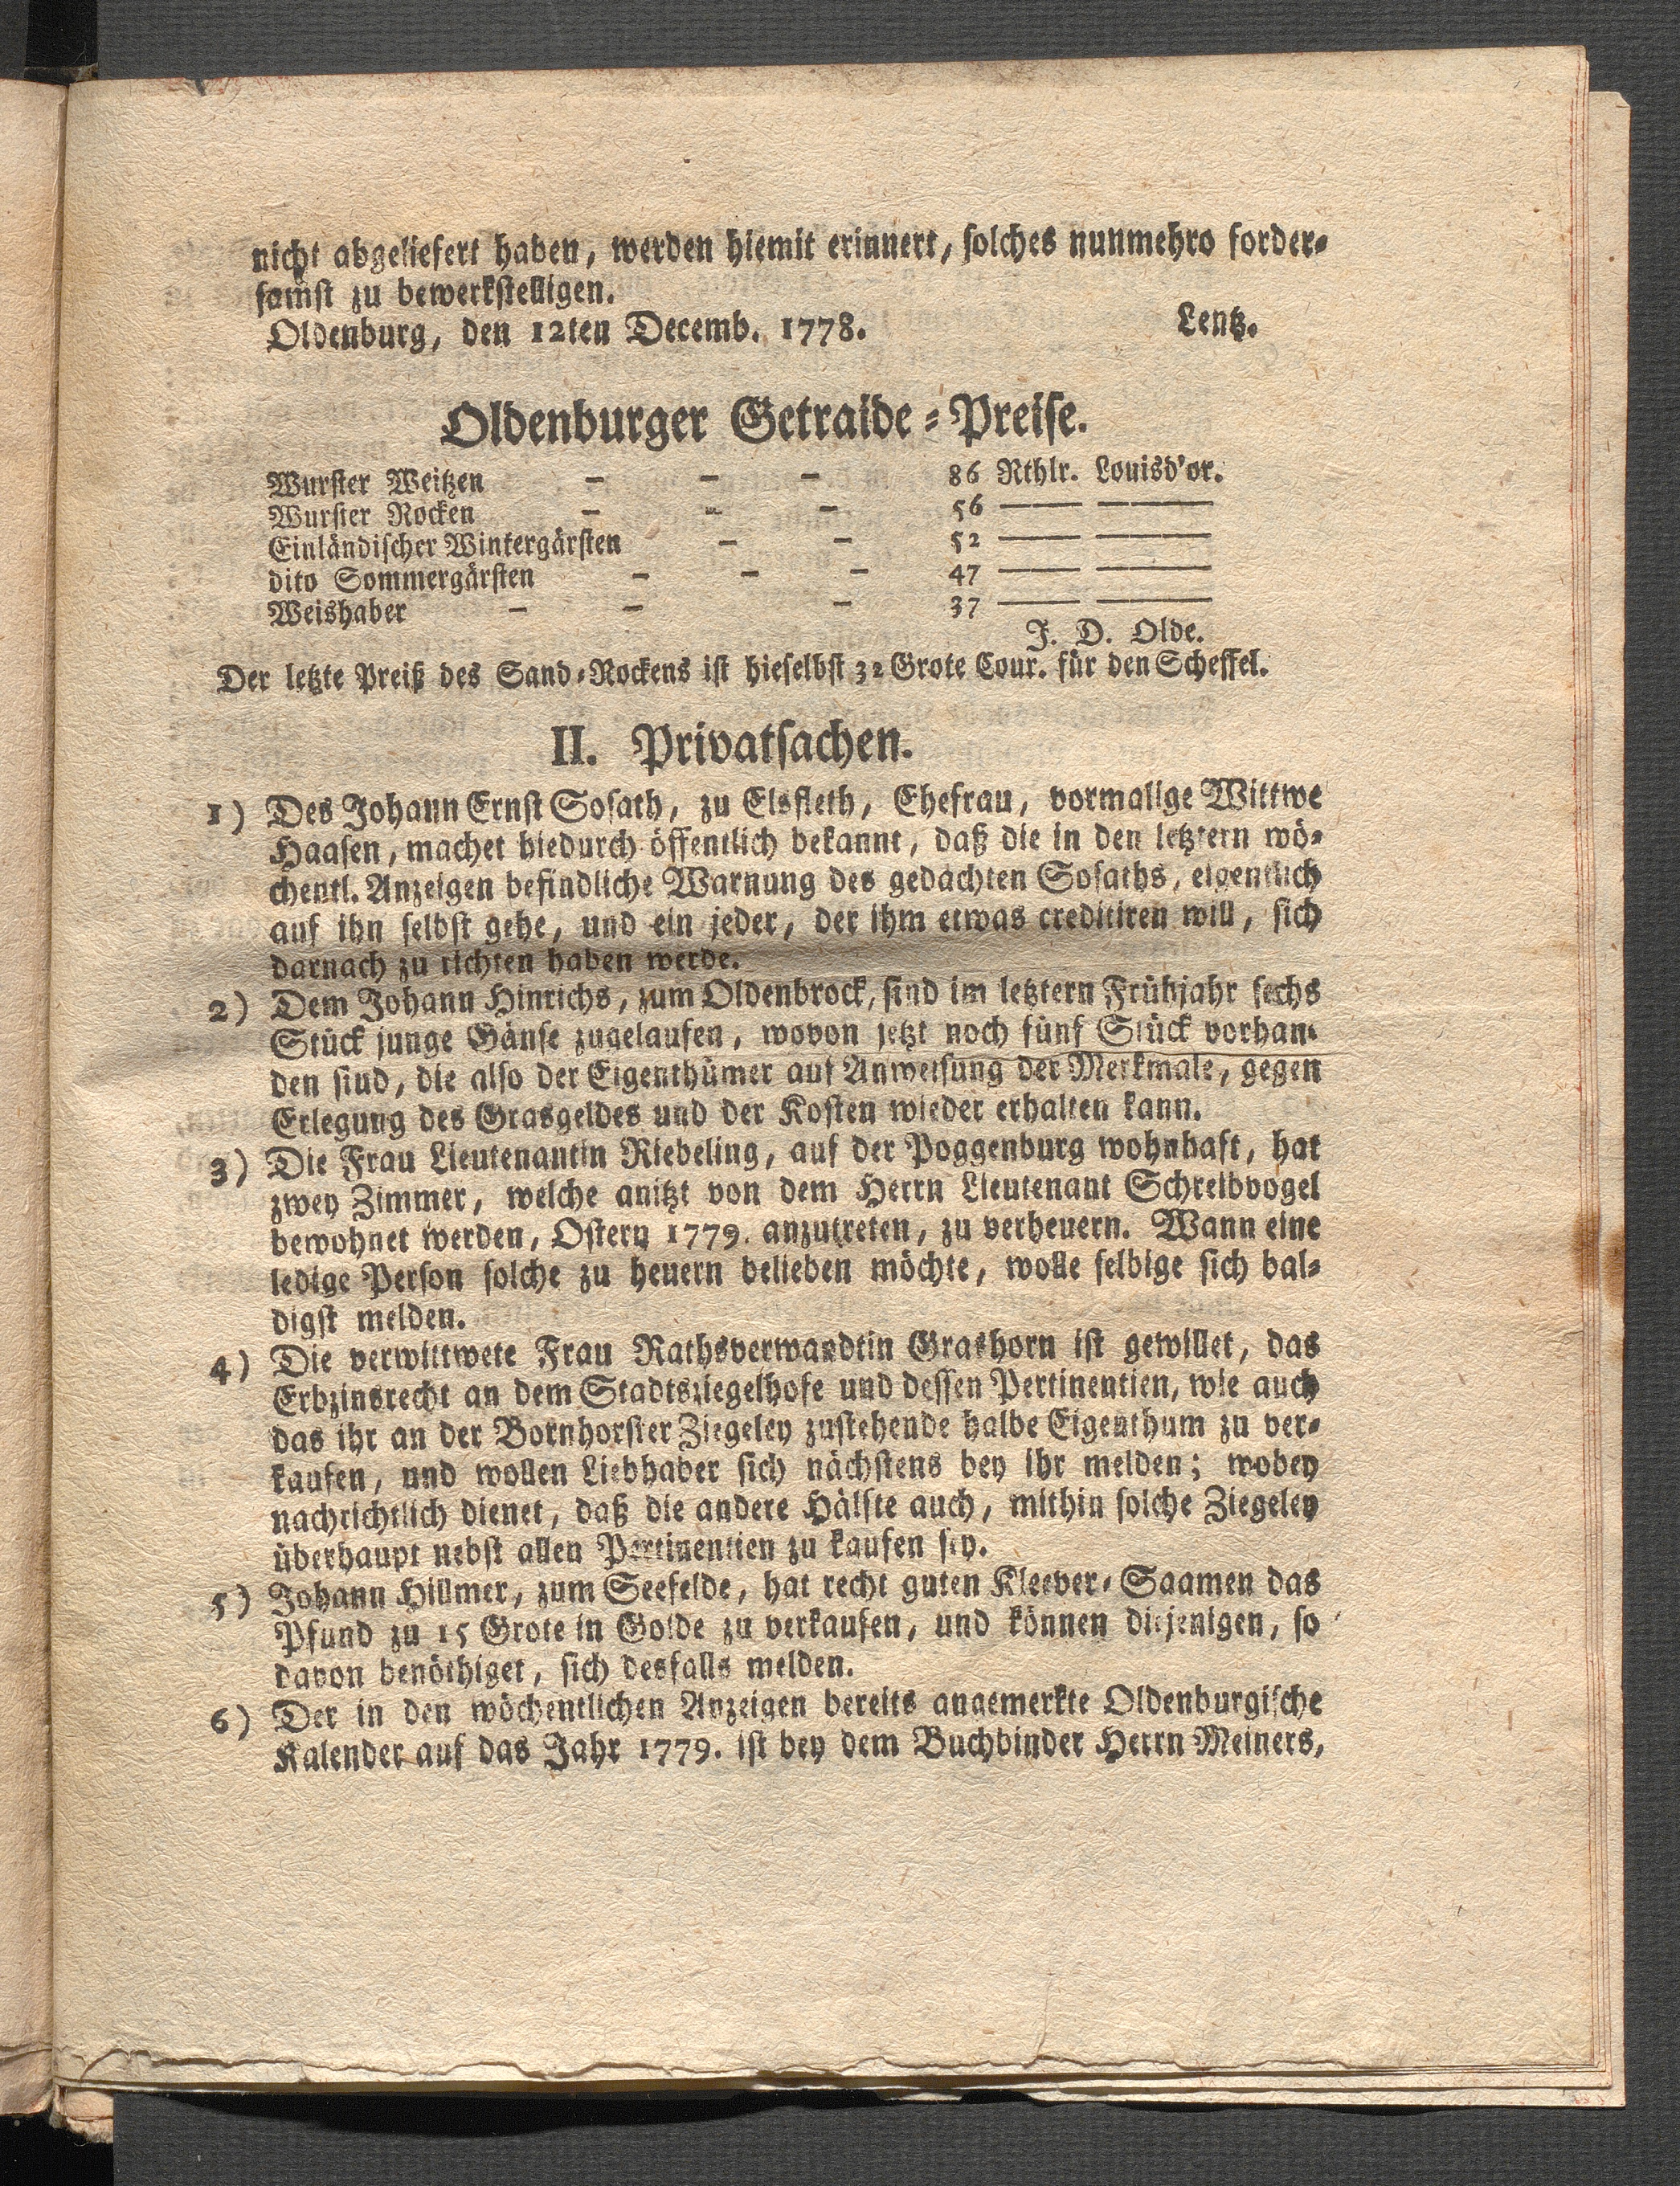 nicht abgeliefert haben, werden hiemit erinnert, solches nunmehro forder-
samst zu bewerkstelligen.
Oldenburg, den 12ten Decemb. 1778. Lentz.
Oldenburger Getraide-Preise.
Wurster Weitzen — — — 86 Rthlr. Louisd'or.
Wurster Rocken — — — 56 — —
Einländischer Wintergärsten — — 52 — —
dito Sommergärsten — — — 47 — —
Weishaber — — — 37 — —
J. D. Olde.
Der letzte Preiß des Sand-Rockens ist hieselbst 32 Grote Cour. für den Scheffel.
II. Privatsachen.
1) Des Johann Ernst Sosath, zu Elsfleth, Ehefrau, vormalige Wittwe
Haasen, machet hiedurch öffentlich bekannt, daß die in den letztern wö-
chentl. Anzeigen befindliche Warnung des gedachten Sosaths, eigentlich
auf ihn selbst gehe, und ein jeder, der ihm etwas creditiren will, sich
darnach zu richten haben werde.
2) Dem Johann Hinrichs, zum Oldenbrock, sind im letztern Frühjahr sechs
Stück junge Gänse zugelaufen, wovon jetzt noch fünf Stück vorhan-
den sind, die also der Eigenthümer auf Anweisung der Merkmale, gegen
Erlegung des Grasgeldes und der Kosten wieder erhalten kann.
3) Die Frau Lieutenantin Riebeling, auf der Poggenburg wohnhaft, hat
zwey Zimmer, welche anitzt von dem Herrn Lieutenant Schreibvogel
bewohnet werden, Ostern 1779. anzutreten, zu verheuern. Wann eine
ledige Person solche zu heuern belieben möchte, wolle selbige sich bal-
digst melden.
4) Die verwittwete Frau Rathsverwandtin Grashorn ist gewillet, das
Erbzinsrecht an dem Stadtsziegelhofe und dessen Pertinentien, wie auch
das ihr an der Bornhorster Ziegeley zustehende halbe Eigenthum zu ver-
kaufen, und wollen Liebhaber sich nächstens bey ihr melden; wobey
nachrichtlich dienet, daß die andere Hälfte auch, mithin solche Ziegeley
überhaupt nebst allen Pertinentien zu kaufen sey.
5) Johann Hillmer, zum Seefelde, hat recht guten Kleever-Saamen das
Pfund zu 15 Grote in Golde zu verkaufen, und können diejenigen, so
davon benöthiget, sich desfalls melden.
6) Der in den wöchentlichen Anzeigen bereits angemerkte Oldenburgische
Kalender auf das Jahr 1779. ist bey dem Buchbinder Herrn Meiners,